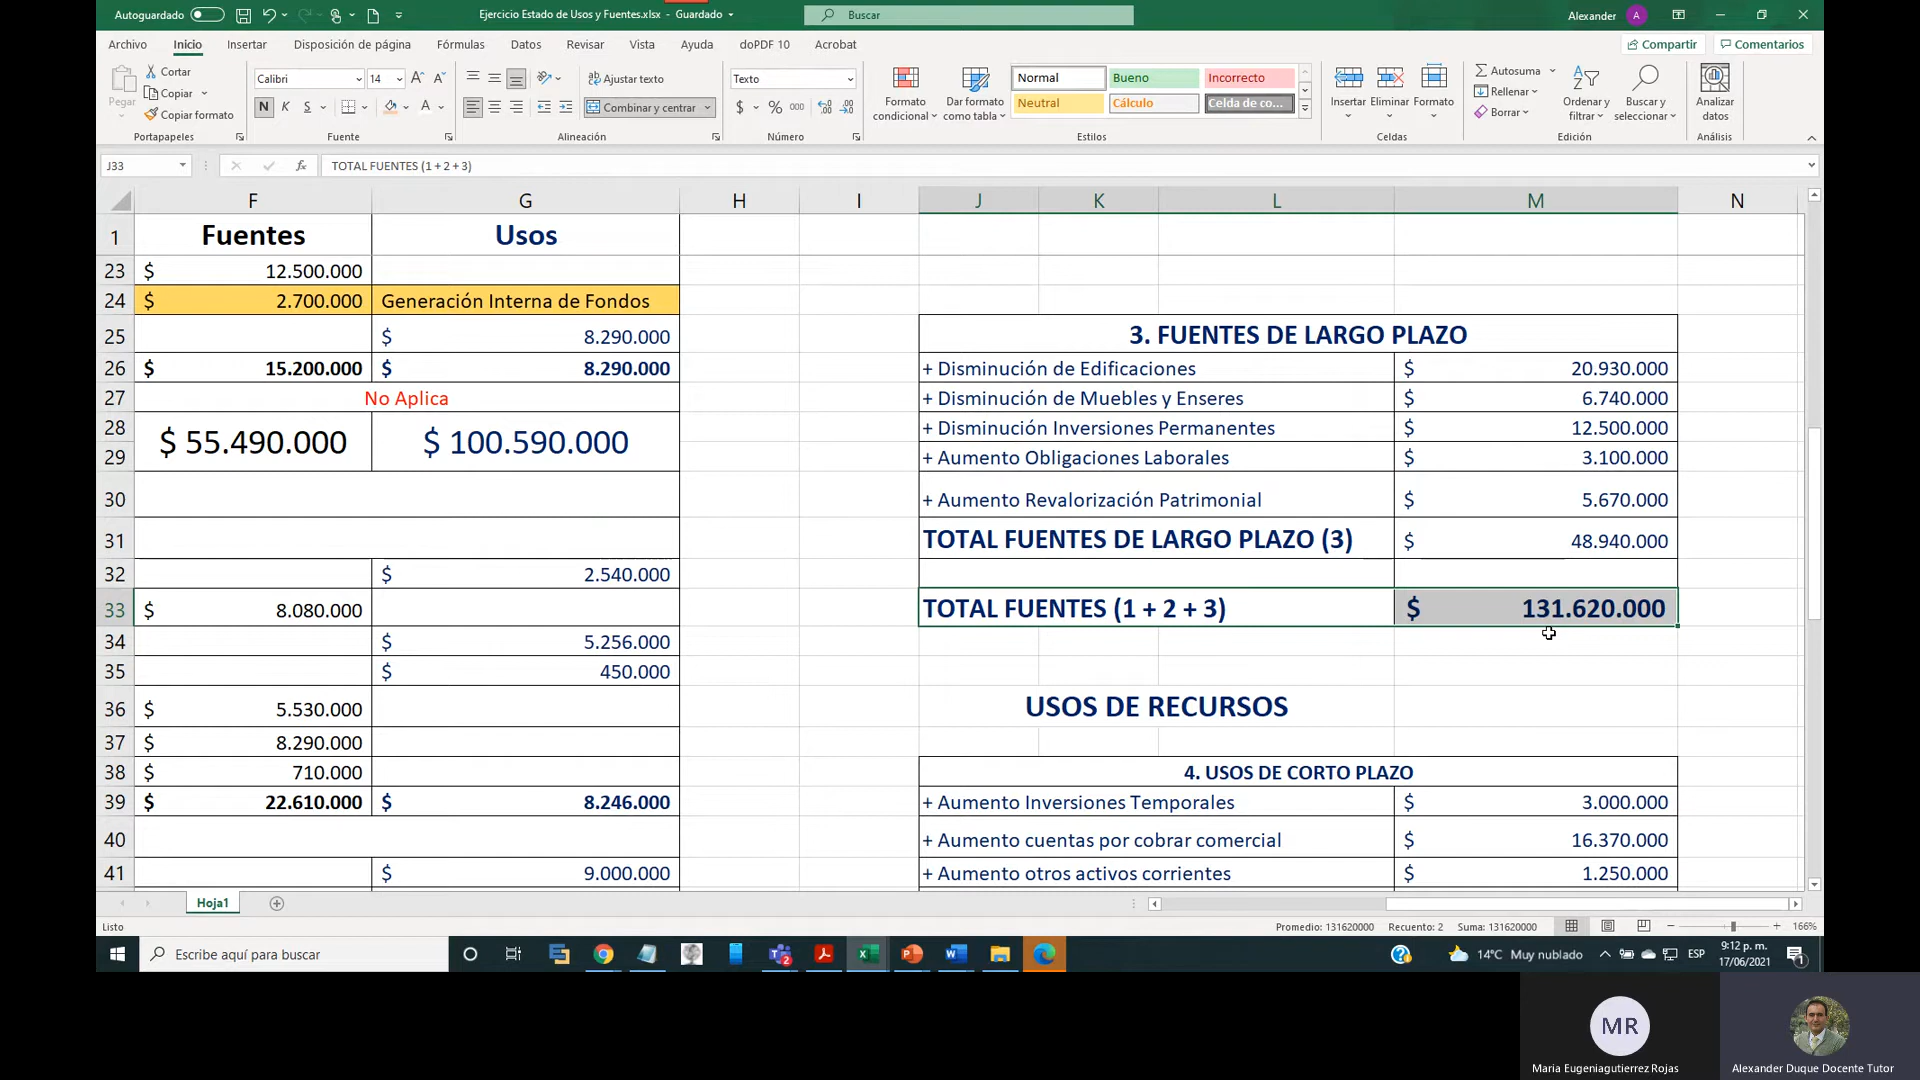 Autoguardado
Ejercicio Estado de Usos y Fuentes.xlsx - Guardado
Buscar
Alexander
A
Archivo Inicio Insertar Disposición de página Fórmulas Datos Revisar Vista Ayuda doPDF 10 Acrobat
Compartir Comentarios
Pegar
Cortar
Copiar
Copiar formato
Portapapeles
Calibri 14
N K S
Fuente
Ajustar texto
Combinar y centrar
Alineación
Texto
$ % 000
Número
Formato condicional
Dar formato como tabla
Normal Bueno Incorrecto
Neutral Cálculo Celda de co...
Estilos
Insertar Eliminar Formato
Celdas
Autosuma
Rellenar
Borrar
Ordenar y filtrar
Buscar y seleccionar
Edición
Analizar datos
Análisis
J33 fx TOTAL FUENTES (1 + 2 + 3)
F G H I J K L M N
1 Fuentes Usos
23 $ 12.500.000
24 $ 2.700.000 Generación Interna de Fondos
25 $ 8.290.000 3. FUENTES DE LARGO PLAZO
26 $ 15.200.000 $ 8.290.000 + Disminución de Edificaciones $ 20.930.000
27 No Aplica + Disminución de Muebles y Enseres $ 6.740.000
28 $ 55.490.000 $ 100.590.000 + Disminución Inversiones Permanentes $ 12.500.000
29 + Aumento Obligaciones Laborales $ 3.100.000
30 + Aumento Revalorización Patrimonial $ 5.670.000
31 TOTAL FUENTES DE LARGO PLAZO (3) $ 48.940.000
32 $ 2.540.000
33 $ 8.080.000 TOTAL FUENTES (1 + 2 + 3) $ 131.620.000
34 $ 5.256.000
35 $ 450.000
36 $ 5.530.000 USOS DE RECURSOS
37 $ 8.290.000
38 $ 710.000 4. USOS DE CORTO PLAZO
39 $ 22.610.000 $ 8.246.000 + Aumento Inversiones Temporales $ 3.000.000
40 + Aumento cuentas por cobrar comercial $ 16.370.000
41 $ 9.000.000 + Aumento otros activos corrientes $ 1.250.000
Hoja1
Listo Promedio: 131620000 Recuento: 2 Suma: 131620000 166%
Escribe aquí para buscar
14°C Muy nublado
ESP
9:12 p. m.
17/06/2021
MR
Maria Eugeniagutierrez Rojas
Alexander Duque Docente Tutor